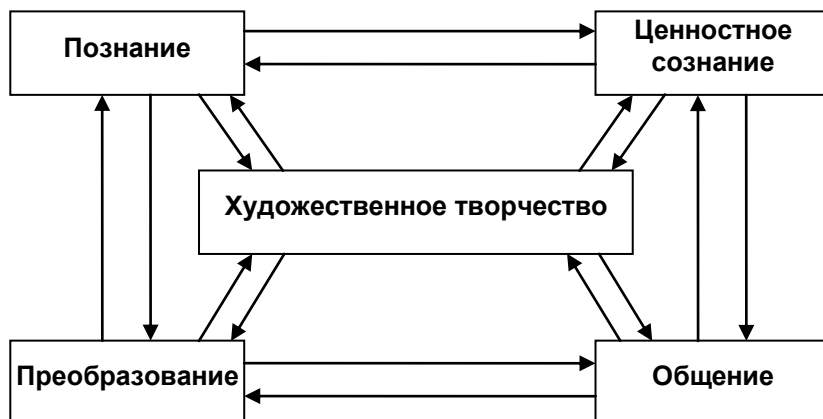 Познание
Ценностное
сознание
Художественное творчество
Преобразование
Общение